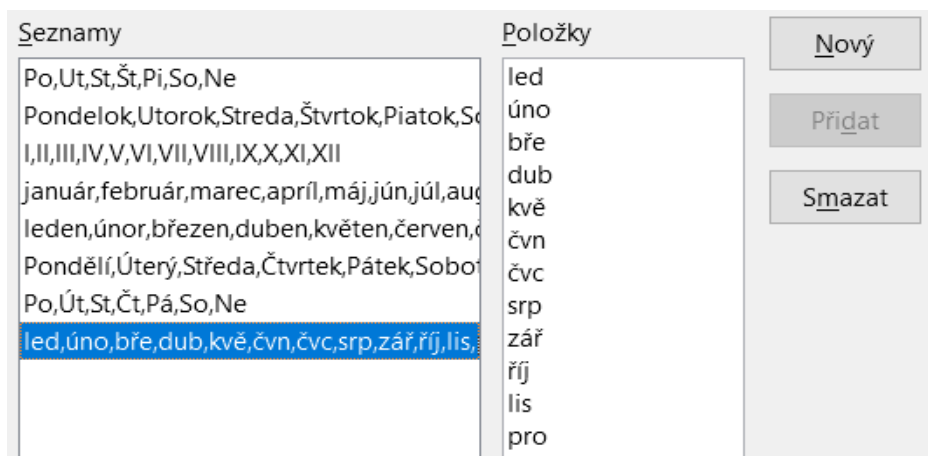 Seznamy
Po,Ut,St,Št,Pi,So,Ne
Pondelok,Utorok,Streda,Štvrtok,Piatok,So
I,II,III,IV,V,VI,VII,VIII,IX,X,XI,XII
január,február,marec,apríl,máj,jún,júl,aug
leden,únor,březen,duben,květen,červen,č
Pondělí,Úterý,Středa,Čtvrtek,Pátek,Sobot
Po,Út,St,Čt,Pá,So,Ne
led,úno,bře,dub,kvě,čvn,čvc,srp,zář,říj,lis,
Položky
led
úno
bře
dub
kvě
čvn
čvc
srp
zář
říj
lis
pro
Nový
Přidat
Smazat